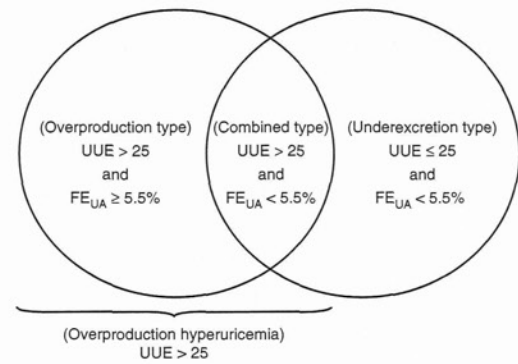 (Overproduction type)
UUE > 25
and
FE_UA ≥ 5.5%
(Combined type)
UUE > 25
and
FE_UA < 5.5%
(Underexcretion type)
UUE ≤ 25
and
FE_UA < 5.5%
(Overproduction hyperuricemia)
UUE > 25